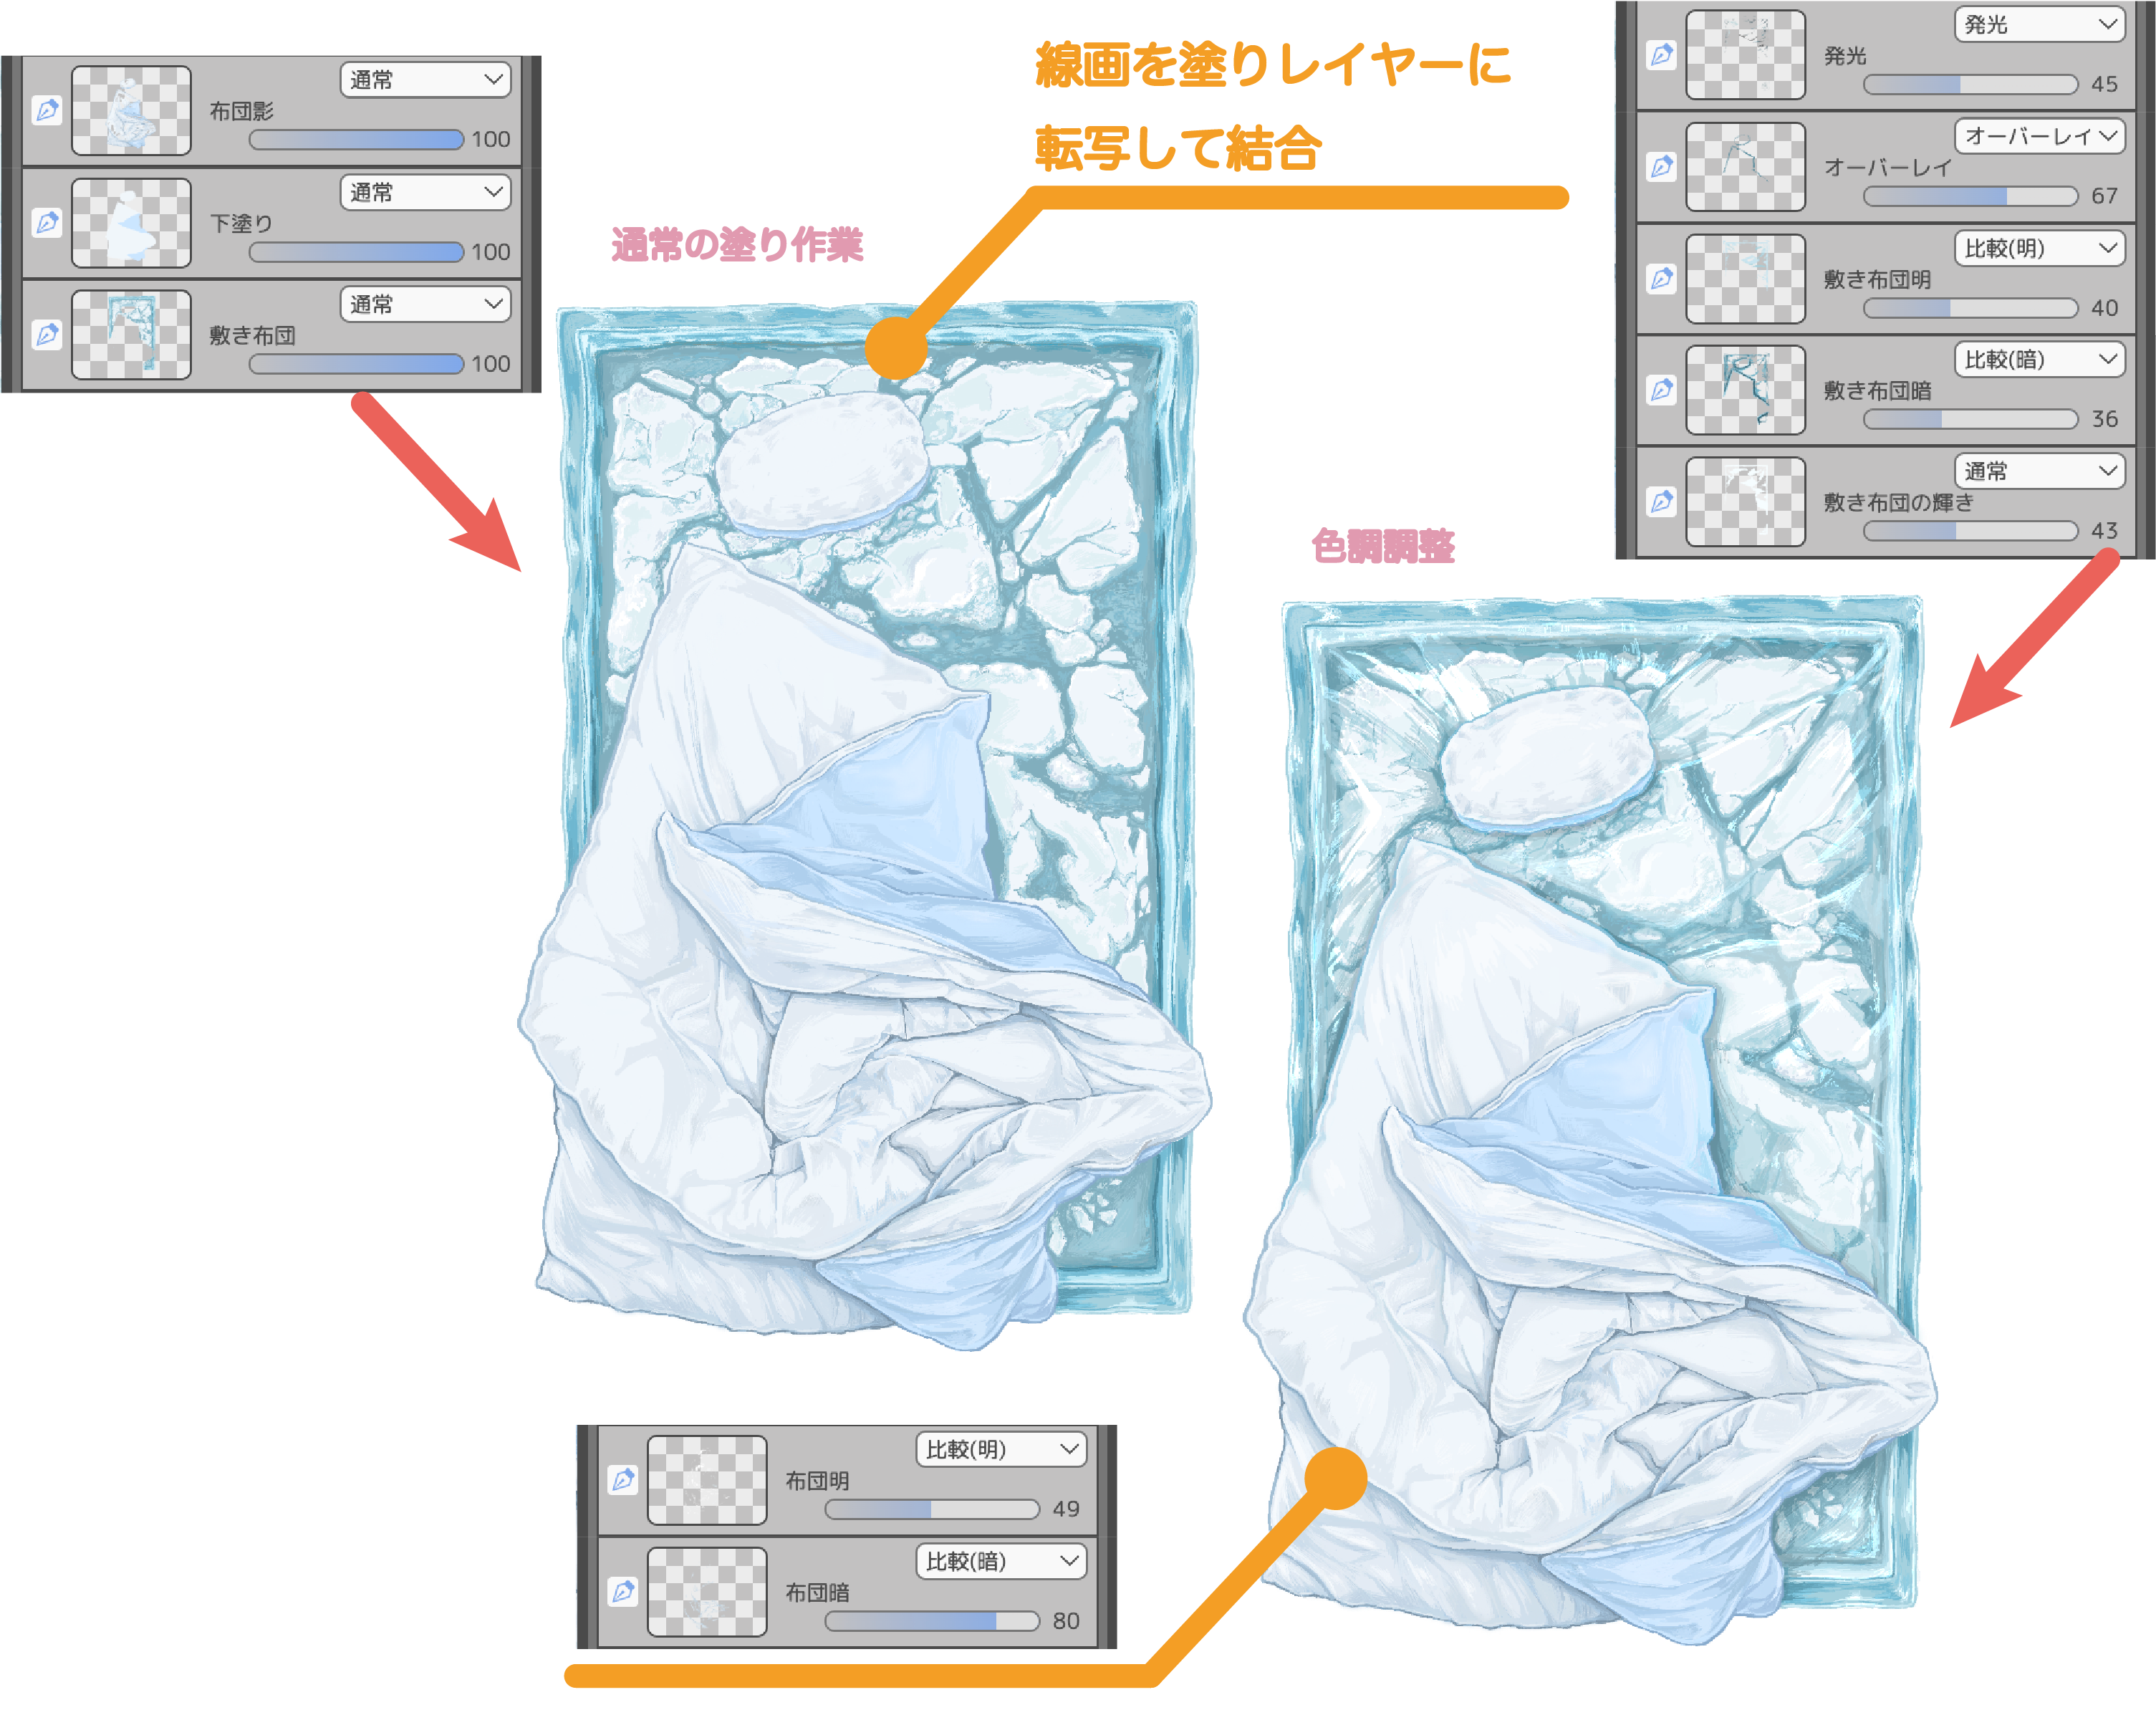 通常
布団影
100
通常
下塗り
100
通常
敷き布団
100
線画を塗りレイヤーに
転写して結合
通常の塗り作業
発光
発光
45
オーバーレイ
オーバーレイ
67
比較(明)
敷き布団明
40
比較(暗)
敷き布団暗
36
通常
敷き布団の輝き
43
色調調整
比較(明)
布団明
49
比較(暗)
布団暗
80